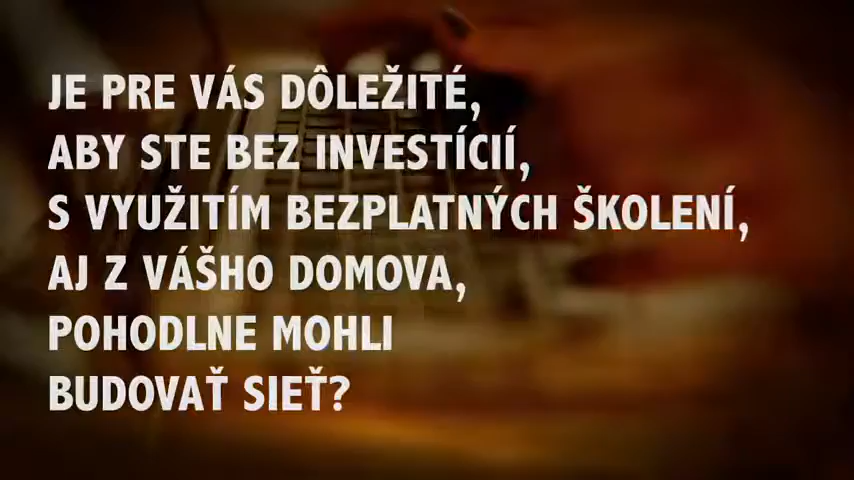 JE PRE VÁS DÔLEŽITÉ,
ABY STE BEZ INVESTÍCIÍ,
S VYUŽITÍM BEZPLATNÝCH ŠKOLENÍ,
AJ Z VÁŠHO DOMOVA,
POHODLNE MOHLI
BUDOVAŤ SIEŤ?